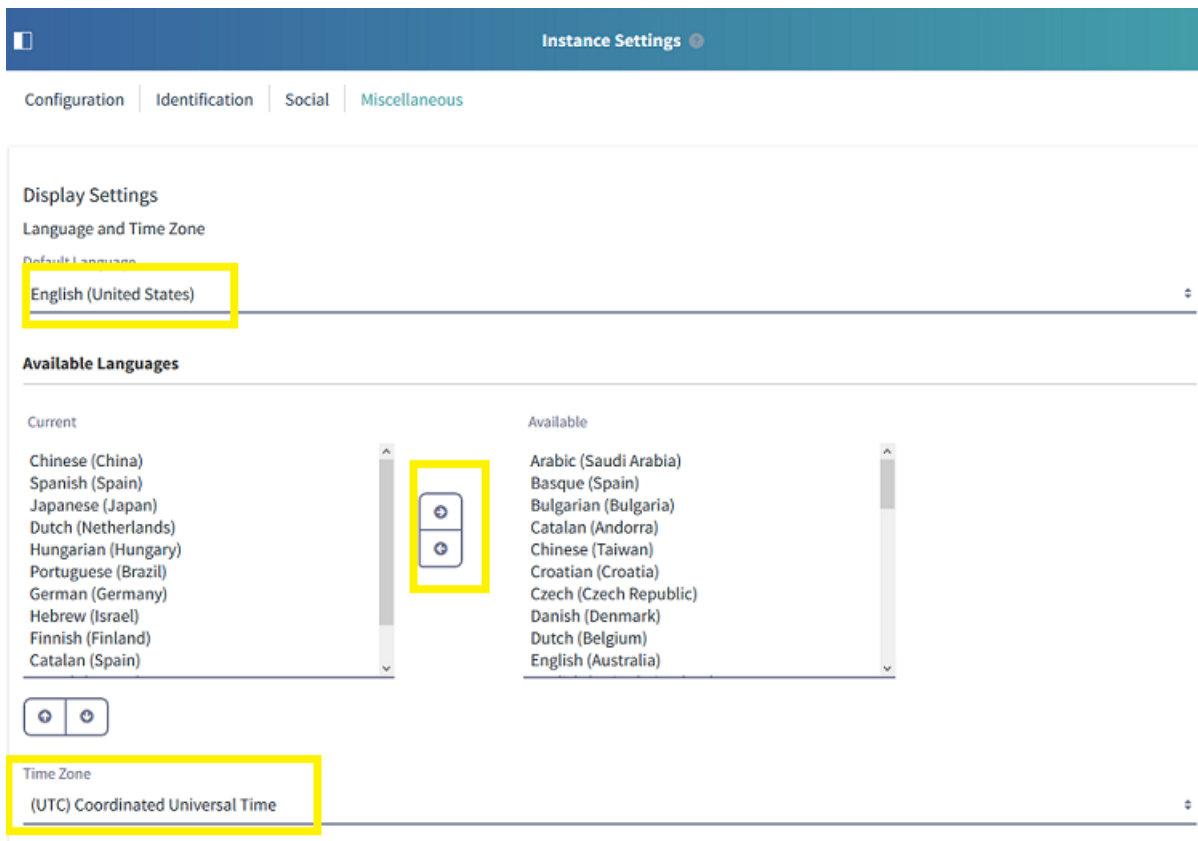 Instance Settings
Configuration Identification Social Miscellaneous
Display Settings
Language and Time Zone
Default Language
English (United States)
Available Languages
Current
Chinese (China)
Spanish (Spain)
Japanese (Japan)
Dutch (Netherlands)
Hungarian (Hungary)
Portuguese (Brazil)
German (Germany)
Hebrew (Israel)
Finnish (Finland)
Catalan (Spain)
Available
Arabic (Saudi Arabia)
Basque (Spain)
Bulgarian (Bulgaria)
Catalan (Andorra)
Chinese (Taiwan)
Croatian (Croatia)
Czech (Czech Republic)
Danish (Denmark)
Dutch (Belgium)
English (Australia)
Time Zone
(UTC) Coordinated Universal Time